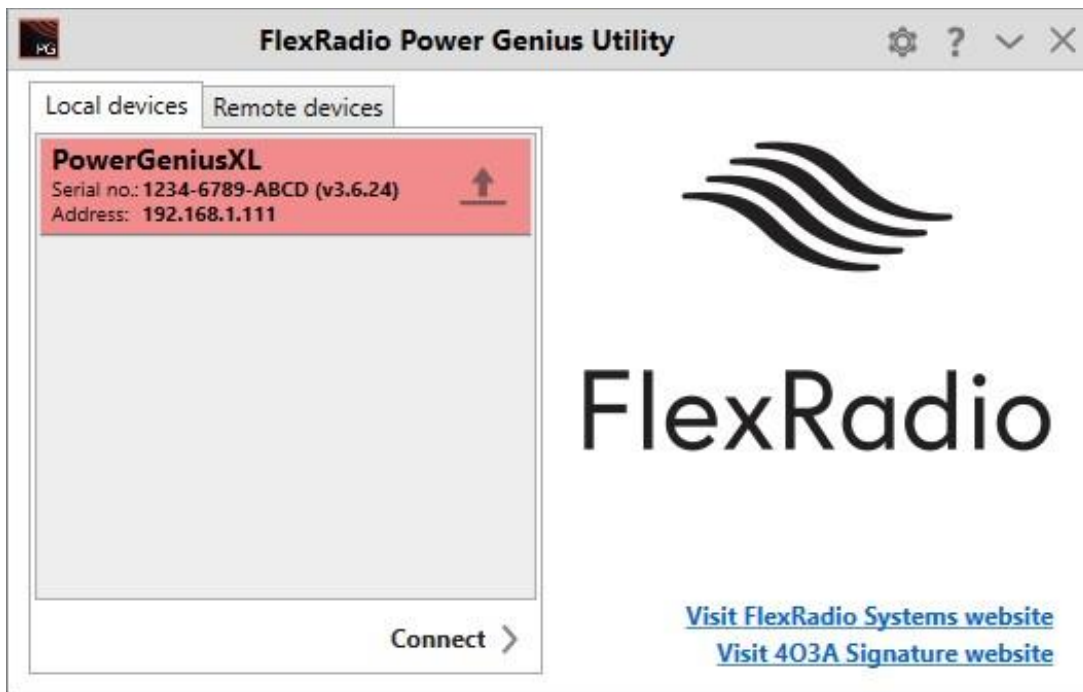 PG
FlexRadio Power Genius Utility
Local devices
Remote devices
PowerGeniusXL
Serial no.: 1234-6789-ABCD (v3.6.24)
Address: 192.168.1.111
FlexRadio
Connect
Visit FlexRadio Systems website
Visit 4O3A Signature website